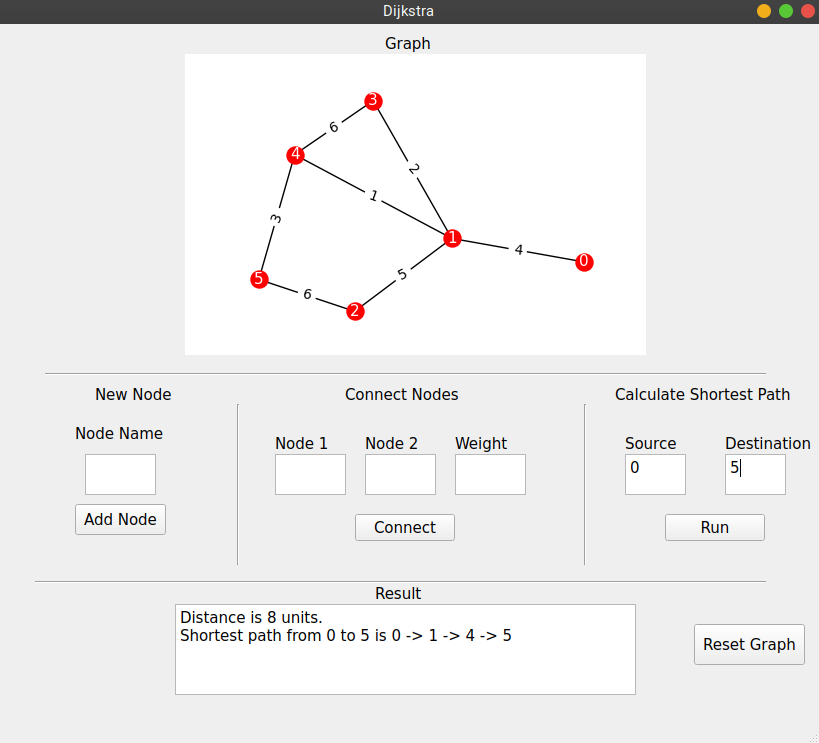 Dijkstra
Graph
3
6
4
2
1
3
1
4
0
5
5
6
2
New Node
Connect Nodes
Calculate Shortest Path
Node Name
Node 1 Node 2 Weight
Source Destination
0 5
Add Node
Connect
Run
Result
Distance is 8 units.
Shortest path from 0 to 5 is 0 -> 1 -> 4 -> 5
Reset Graph